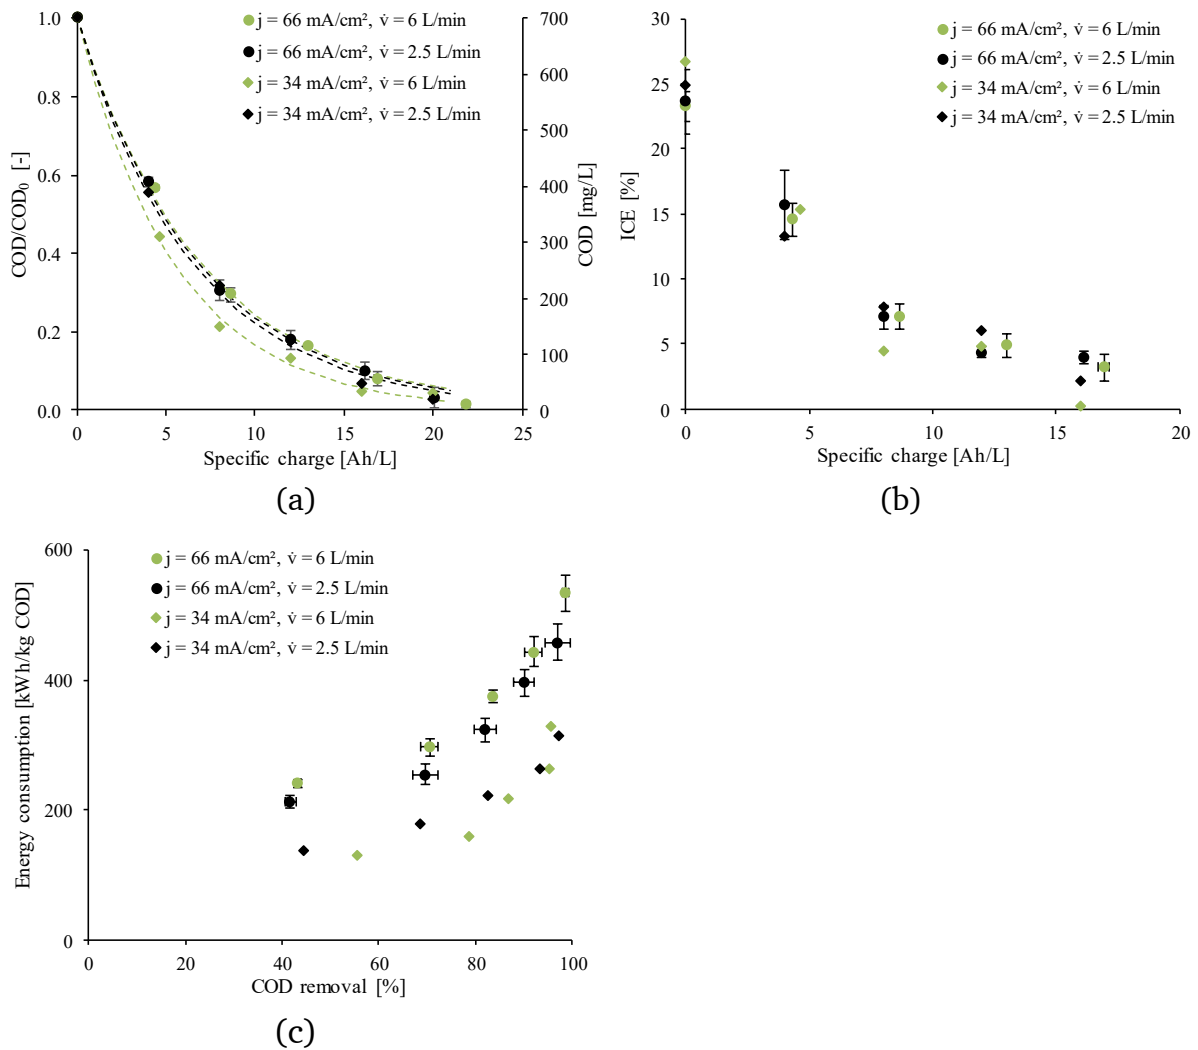 j = 66 mA/cm², v̇ = 6 L/min
j = 66 mA/cm², v̇ = 2.5 L/min
j = 34 mA/cm², v̇ = 6 L/min
j = 34 mA/cm², v̇ = 2.5 L/min
COD/COD₀ [-]
1.0
0.8
0.6
0.4
0.2
0.0
0
5
10
15
20
25
Specific charge [Ah/L]
700
600
500
400
300
200
100
0
COD [mg/L]
(a)
j = 66 mA/cm², v̇ = 6 L/min
j = 66 mA/cm², v̇ = 2.5 L/min
j = 34 mA/cm², v̇ = 6 L/min
j = 34 mA/cm², v̇ = 2.5 L/min
ICE [%]
30
25
20
15
10
5
0
0
5
10
15
20
Specific charge [Ah/L]
(b)
j = 66 mA/cm², v̇ = 6 L/min
j = 66 mA/cm², v̇ = 2.5 L/min
j = 34 mA/cm², v̇ = 6 L/min
j = 34 mA/cm², v̇ = 2.5 L/min
Energy consumption [kWh/kg COD]
600
400
200
0
0
20
40
60
80
100
COD removal [%]
(c)